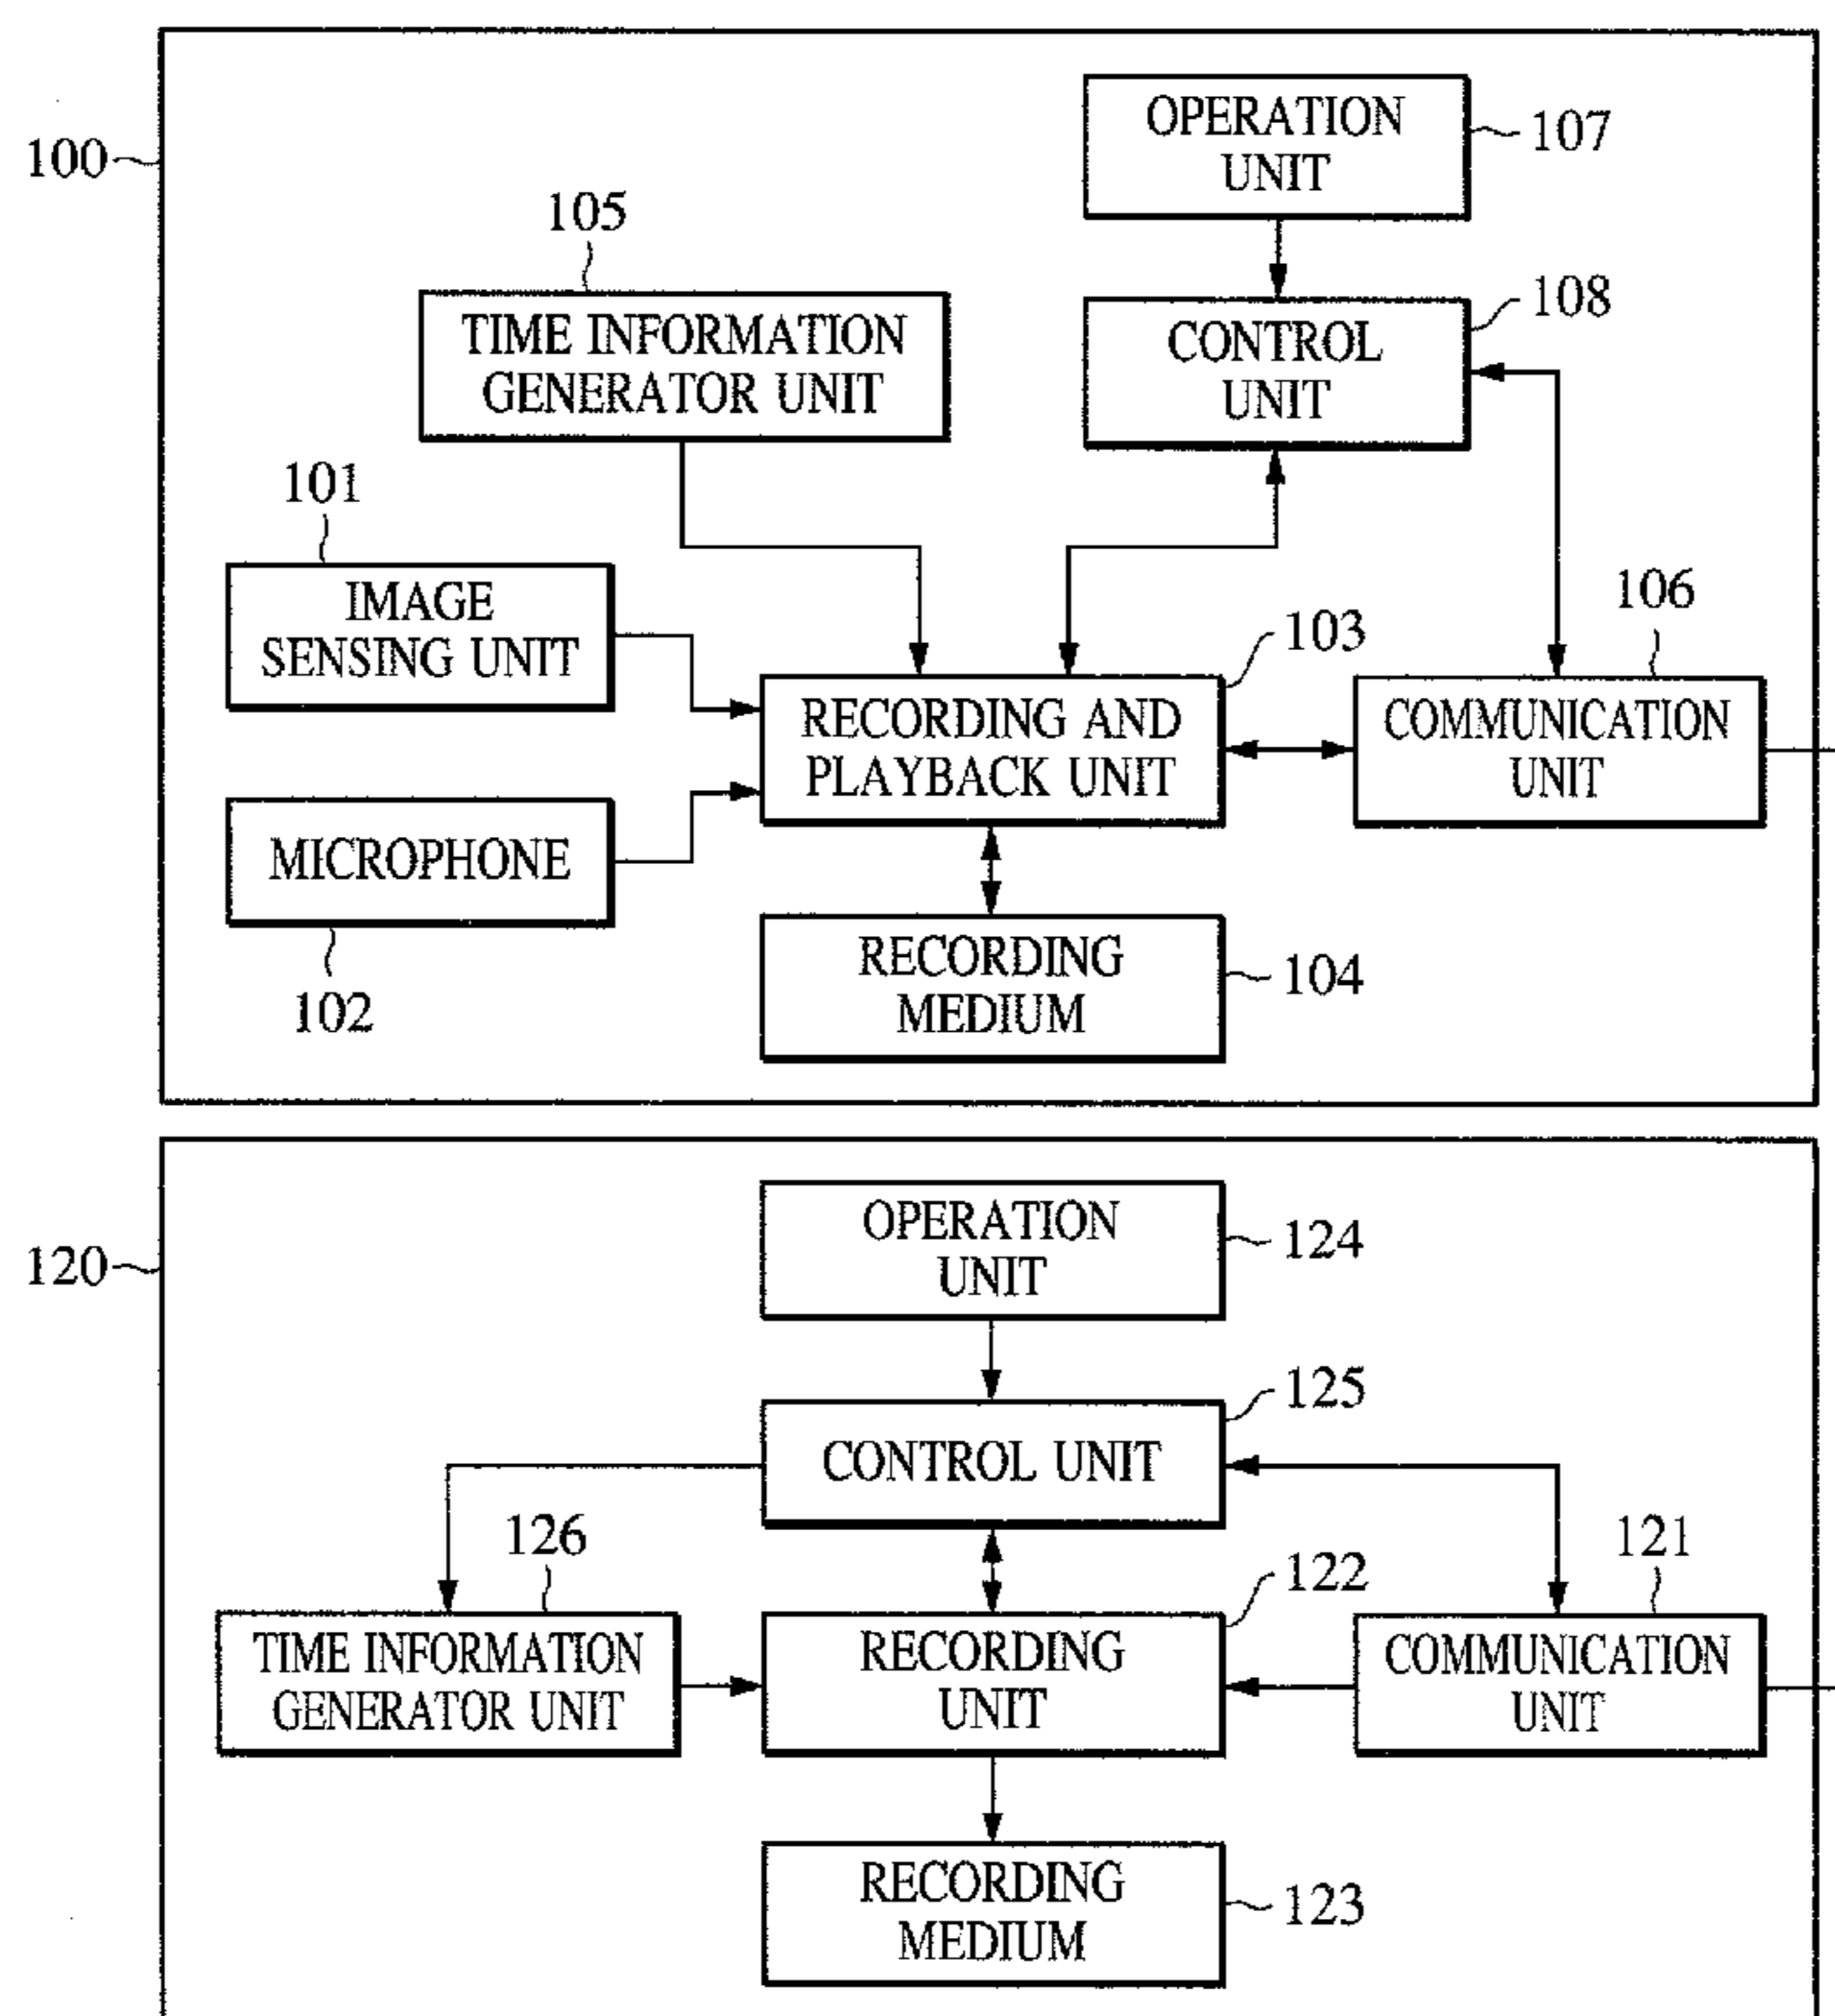 100
OPERATION
UNIT
107
105
TIME INFORMATION
GENERATOR UNIT
CONTROL
UNIT
108
101
IMAGE
SENSING UNIT
MICROPHONE
102
RECORDING AND
PLAYBACK UNIT
103
106
COMMUNICATION
UNIT
RECORDING
MEDIUM
104
120
OPERATION
UNIT
124
CONTROL UNIT
125
126
TIME INFORMATION
GENERATOR UNIT
RECORDING
UNIT
122
121
COMMUNICATION
UNIT
RECORDING
MEDIUM
123